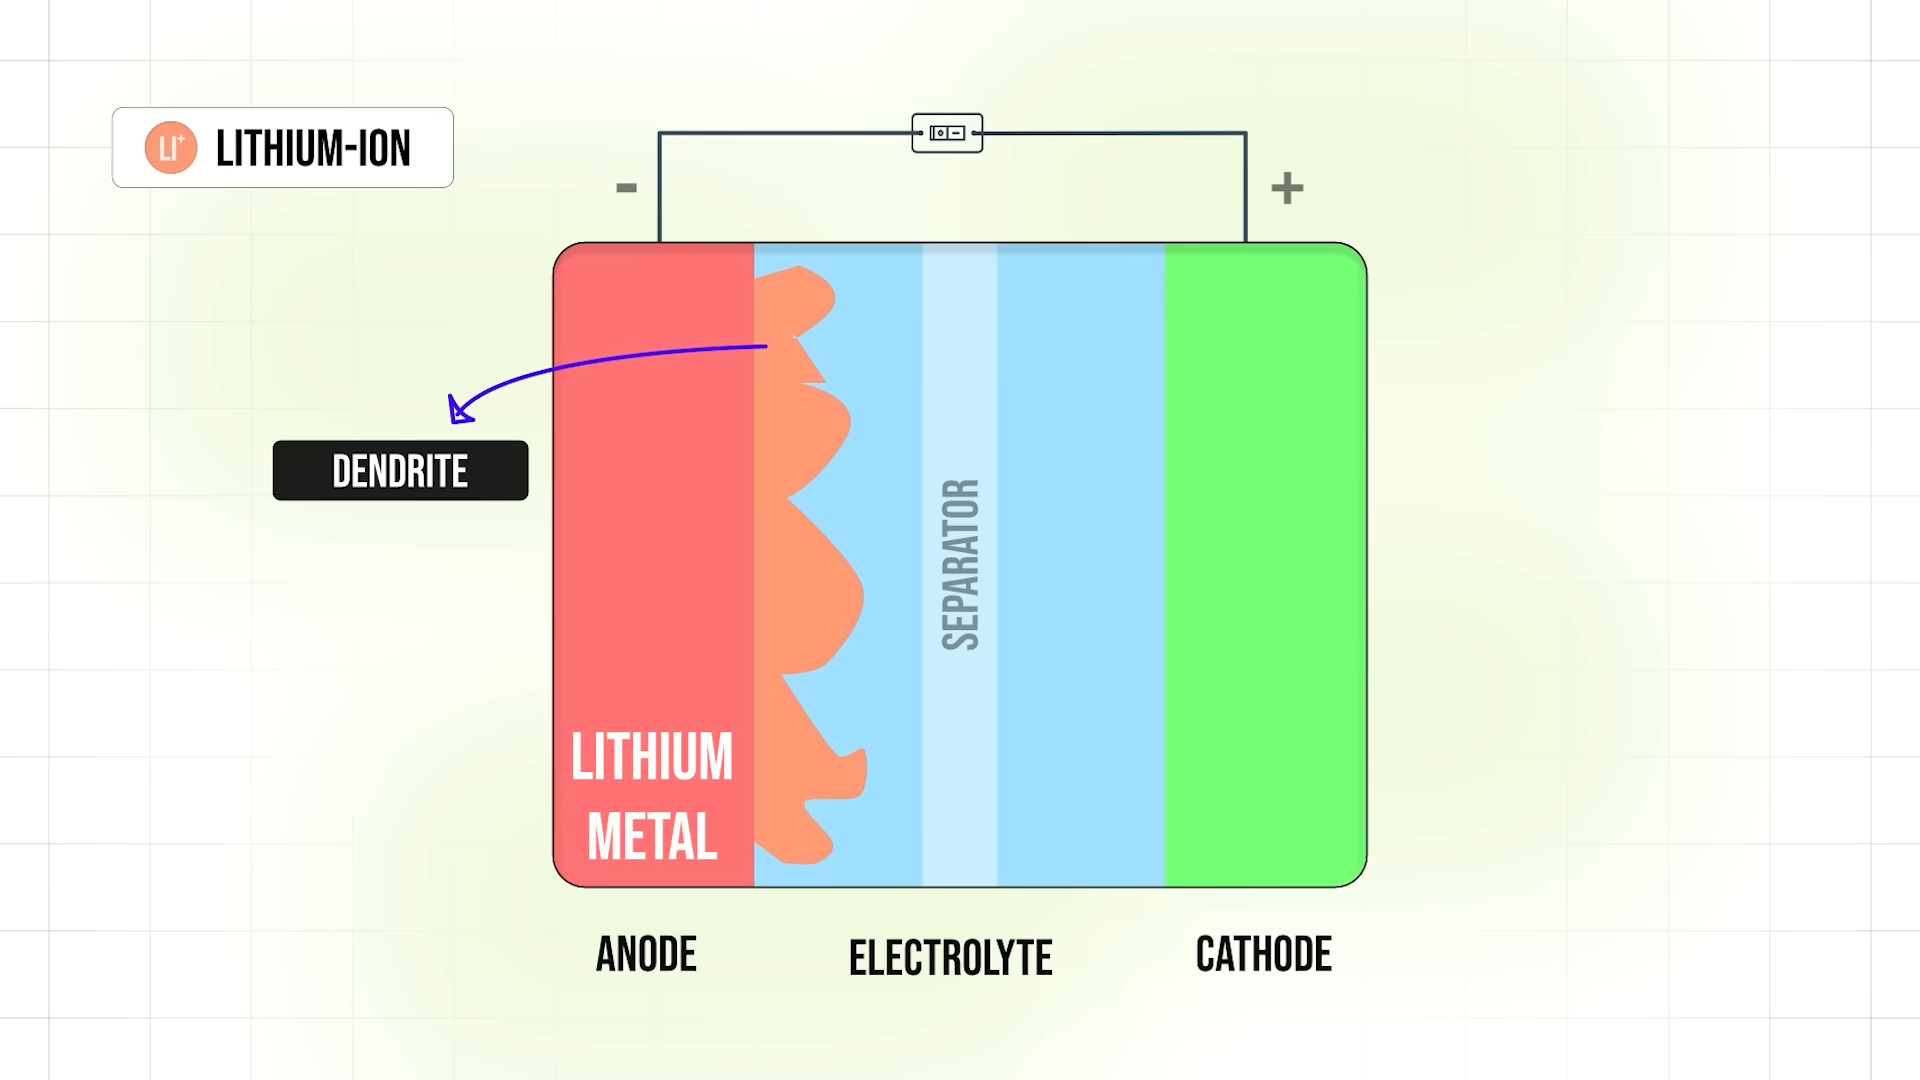 LI+ LITHIUM-ION
- +
DENDRITE
SEPARATOR
LITHIUM
METAL
ANODE
ELECTROLYTE
CATHODE